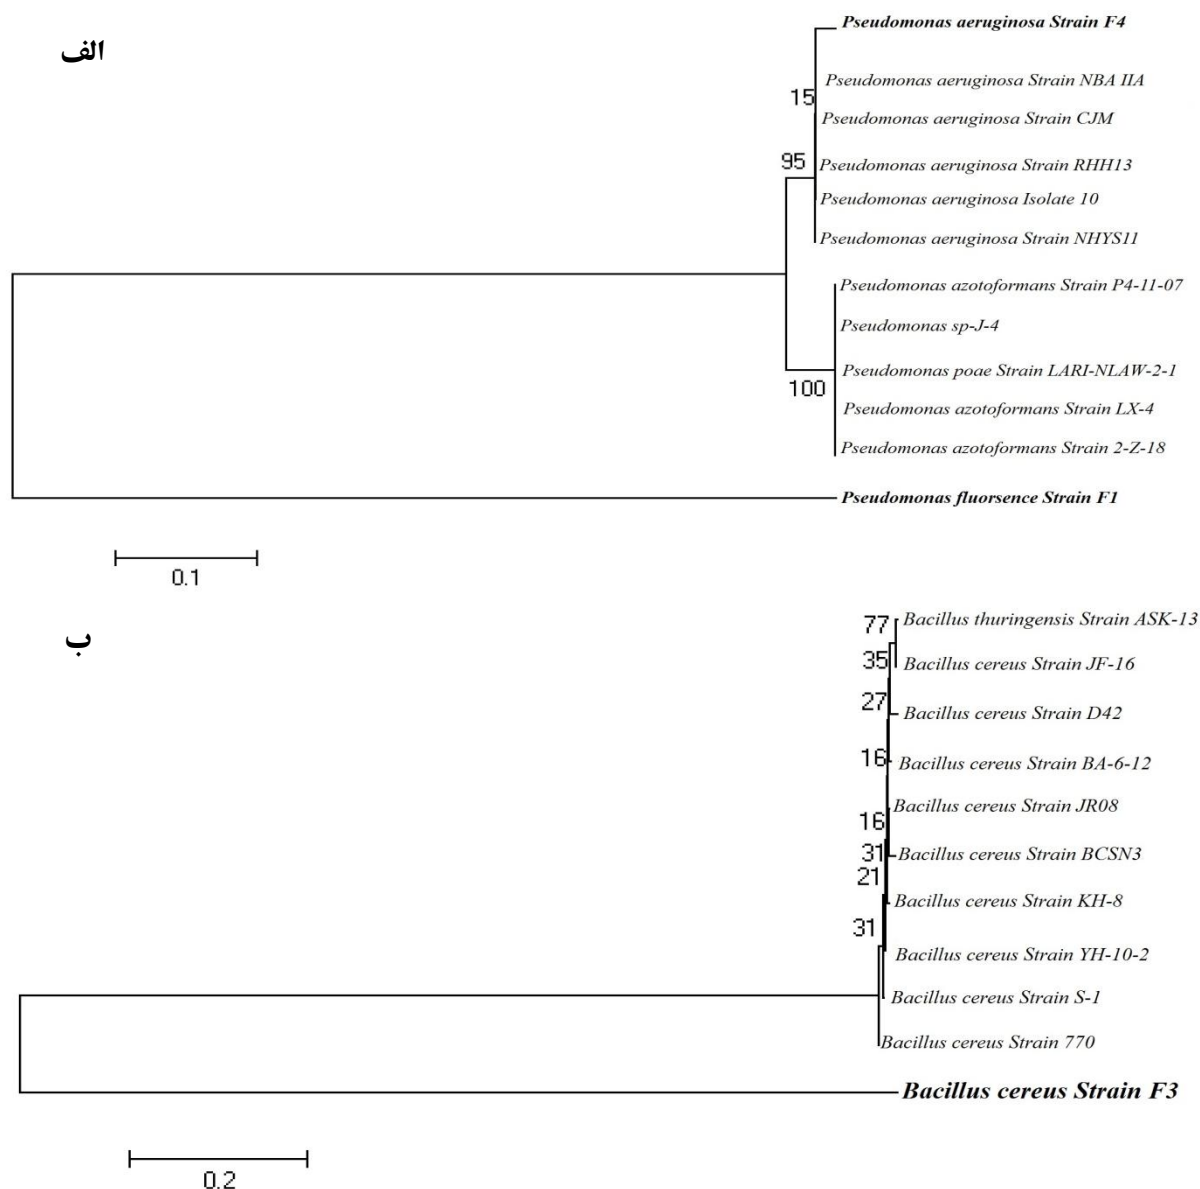 Pseudomonas aeruginosa Strain F4
الف
Pseudomonas aeruginosa Strain NBA IIA
15
Pseudomonas aeruginosa Strain CJM
95
Pseudomonas aeruginosa Strain RHH13
Pseudomonas aeruginosa Isolate 10
Pseudomonas aeruginosa Strain NHYS11
Pseudomonas azotoformans Strain P4-11-07
Pseudomonas sp-J-4
Pseudomonas poae Strain LARI-NLAW-2-1
100
Pseudomonas azotoformans Strain LX-4
Pseudomonas azotoformans Strain 2-Z-18
Pseudomonas fluorsence Strain F1
0.1
ب
77
Bacillus thuringensis Strain ASK-13
35
Bacillus cereus Strain JF-16
27
Bacillus cereus Strain D42
16
Bacillus cereus Strain BA-6-12
Bacillus cereus Strain JR08
16
31
Bacillus cereus Strain BCSN3
21
Bacillus cereus Strain KH-8
31
Bacillus cereus Strain YH-10-2
Bacillus cereus Strain S-1
Bacillus cereus Strain 770
Bacillus cereus Strain F3
0.2